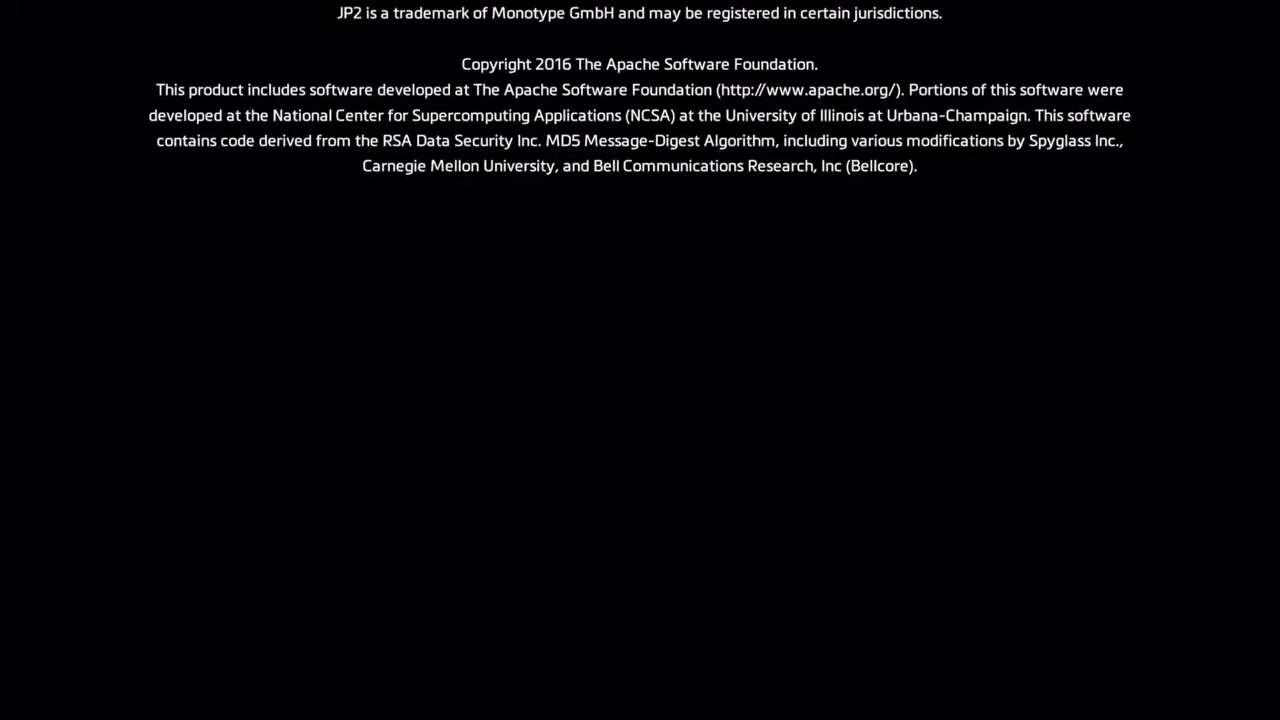 JP2 is a trademark of Monotype GmbH and may be registered in certain jurisdictions.
Copyright 2016 The Apache Software Foundation.
This product includes software developed at The Apache Software Foundation (http://www.apache.org/). Portions of this software were
developed at the National Center for Supercomputing Applications (NCSA) at the University of Illinois at Urbana-Champaign. This software
contains code derived from the RSA Data Security Inc. MD5 Message-Digest Algorithm, including various modifications by Spyglass Inc.,
Carnegie Mellon University, and Bell Communications Research, Inc (Bellcore).